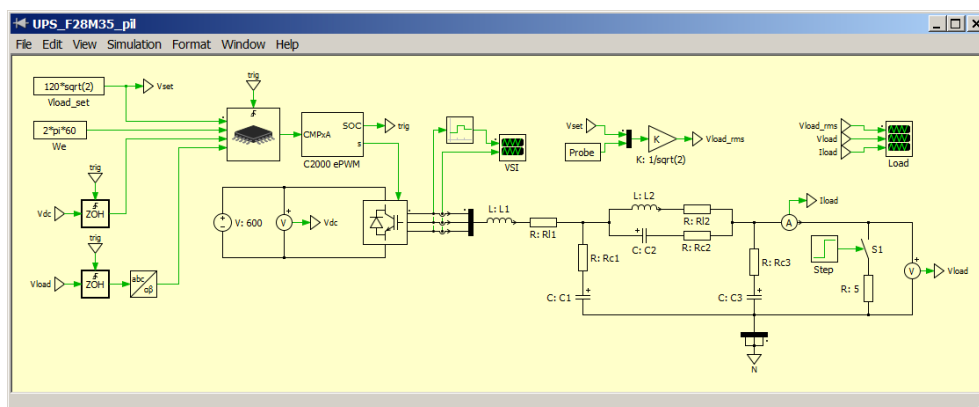 UPS_F28M35_pil
File Edit View Simulation Format Window Help
120*sqrt(2)
Vload_set
Vset
2*pi*60
We
trig
CMPxA
SOC
s
C2000 ePWM
trig
VSI
Vset
Probe
K
K: 1/sqrt(2)
Vload_rms
Vload_rms
Vload
Iload
Load
trig
Vdc
ZOH
trig
Vload
ZOH
abc
αβ
V: 600
V
Vdc
L: L1
R: Rl1
L: L2
R: Rl2
C: C2
R: Rc2
R: Rc1
C: C1
R: Rc3
C: C3
A
Iload
Step
S1
R: 5
V
Vload
N